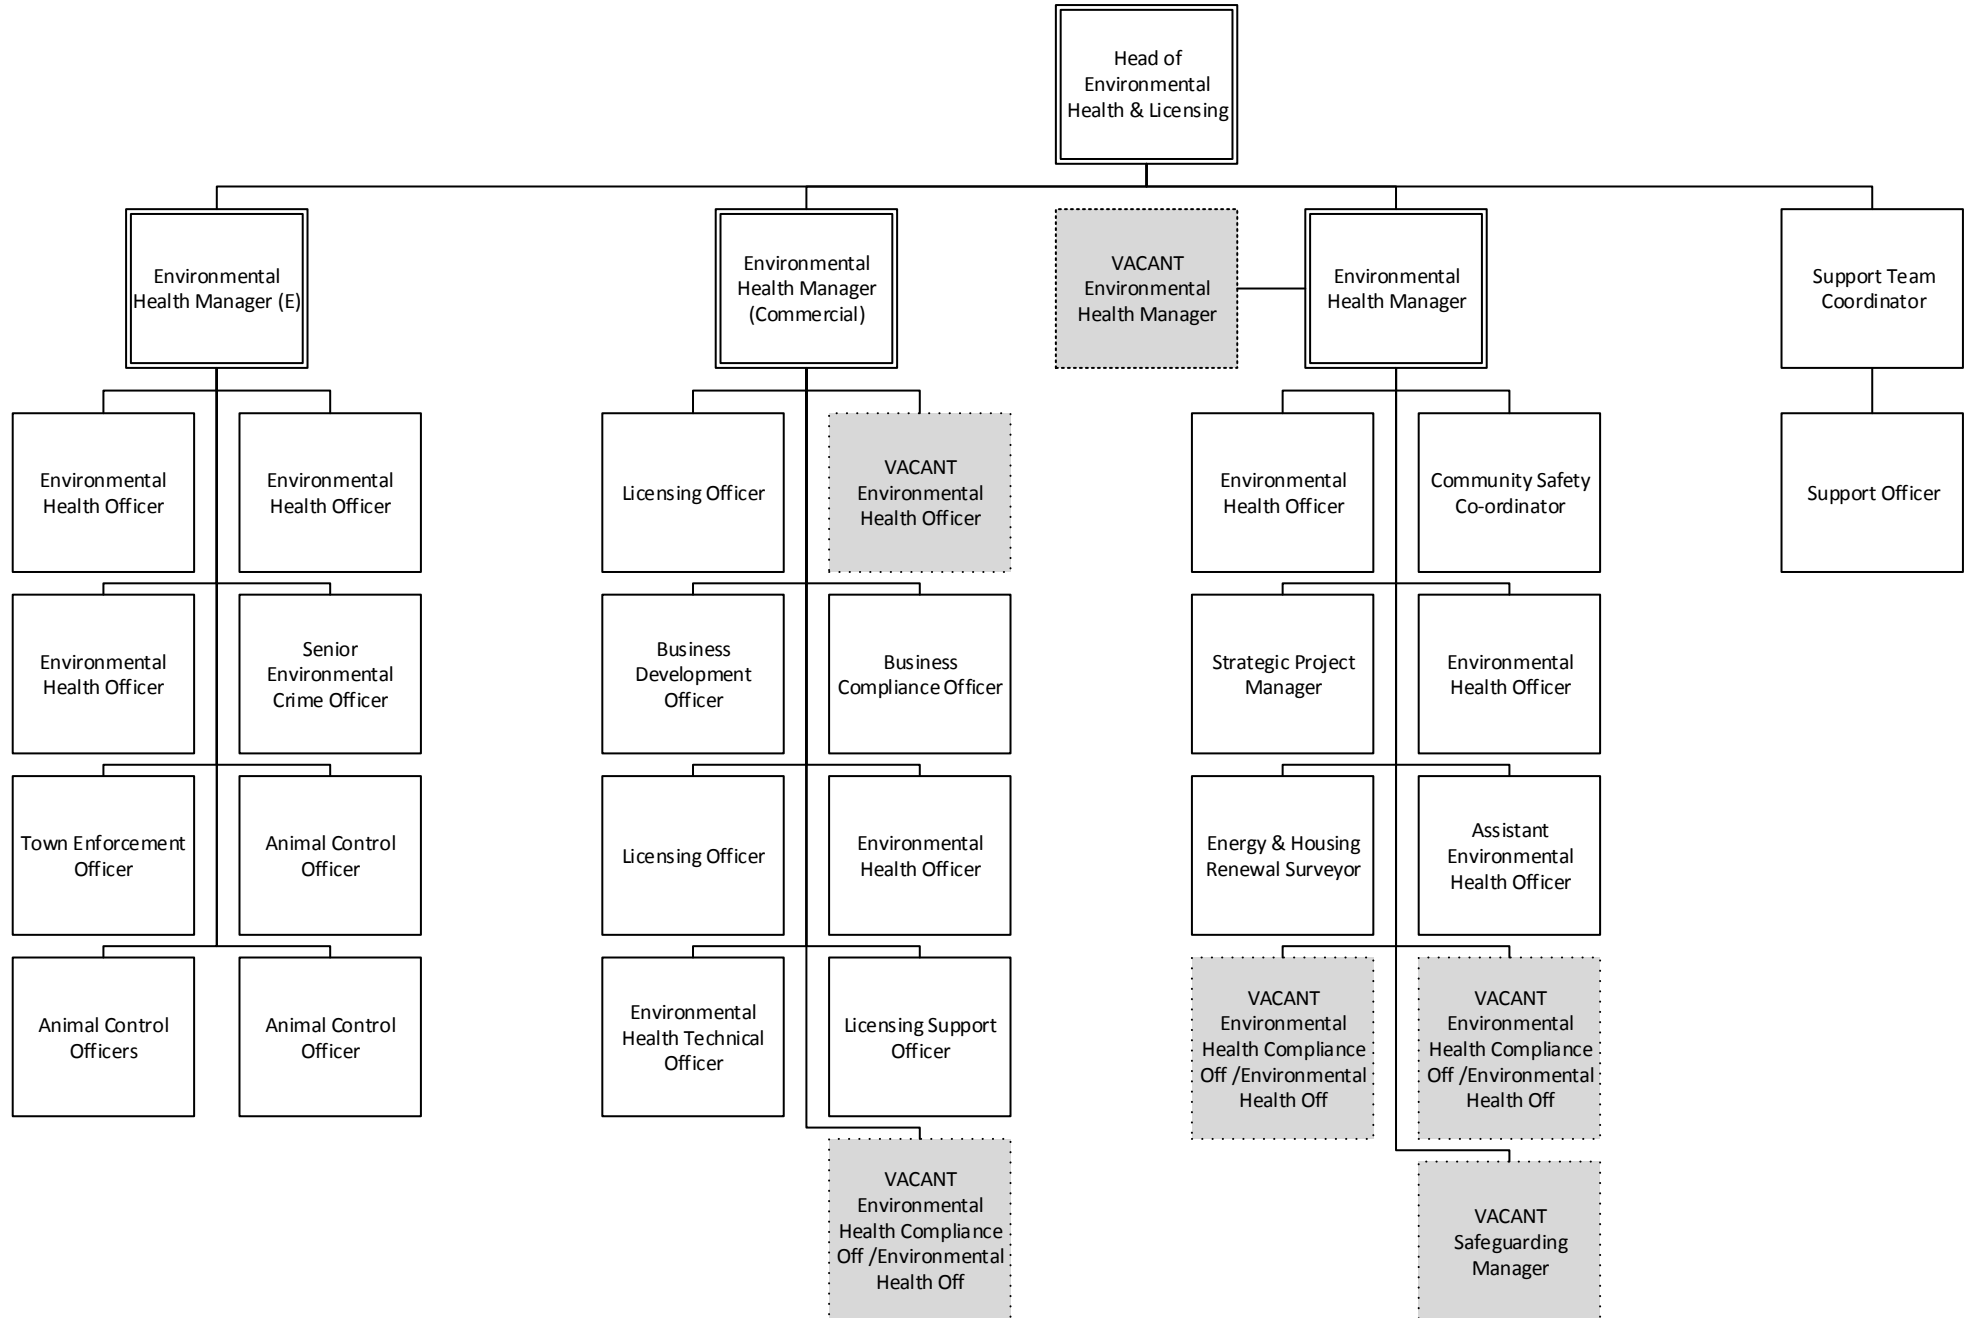 Head of
Environmental
Health & Licensing
Environmental
Health Manager (E)
Environmental
Health Manager
(Commercial)
VACANT
Environmental
Health Manager
Environmental
Health Manager
Support Team
Coordinator
Environmental
Health Officer
Environmental
Health Officer
Licensing Officer
VACANT
Environmental
Health Officer
Environmental
Health Officer
Community Safety
Co-ordinator
Support Officer
Environmental
Health Officer
Senior
Environmental
Crime Officer
Business
Development
Officer
Business
Compliance Officer
Strategic Project
Manager
Environmental
Health Officer
Town Enforcement
Officer
Animal Control
Officer
Licensing Officer
Environmental
Health Officer
Energy & Housing
Renewal Surveyor
Assistant
Environmental
Health Officer
Animal Control
Officers
Animal Control
Officer
Environmental
Health Technical
Officer
Licensing Support
Officer
VACANT
Environmental
Health Compliance
Off /Environmental
Health Off
VACANT
Environmental
Health Compliance
Off /Environmental
Health Off
VACANT
Environmental
Health Compliance
Off /Environmental
Health Off
VACANT
Safeguarding
Manager